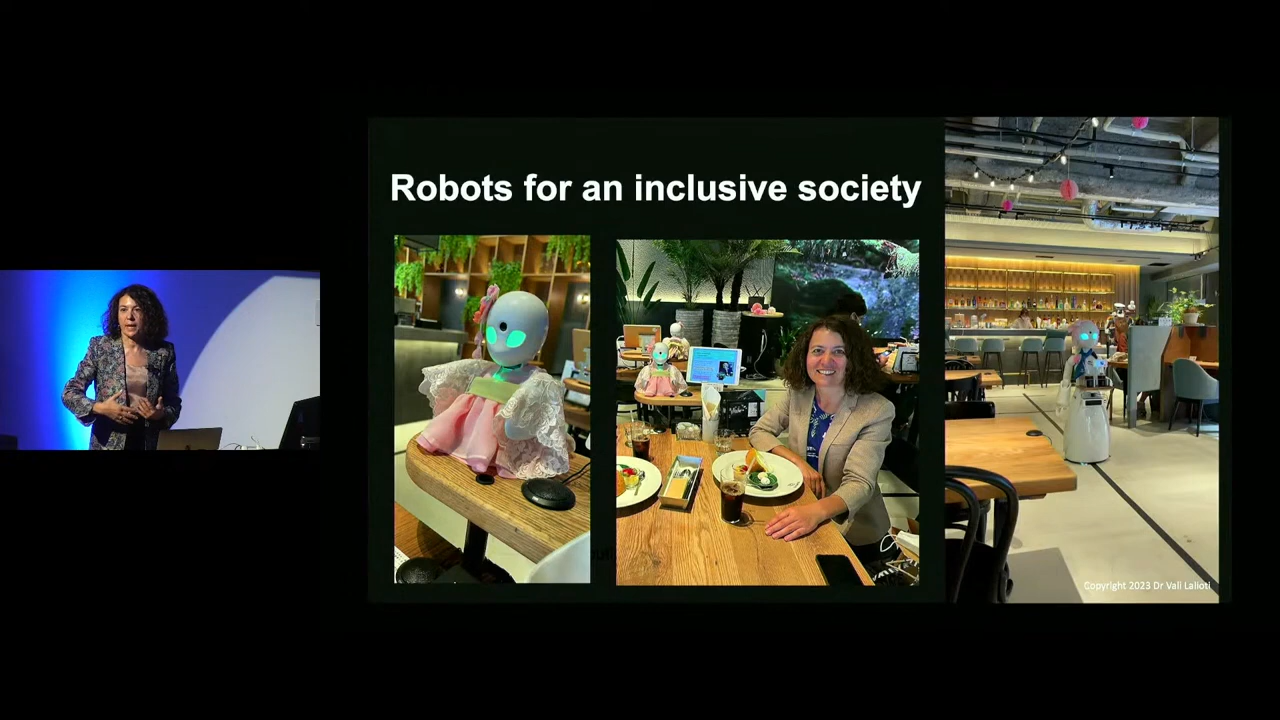 Robots for an inclusive society
Copyright 2023 Dr Vali Lalioti